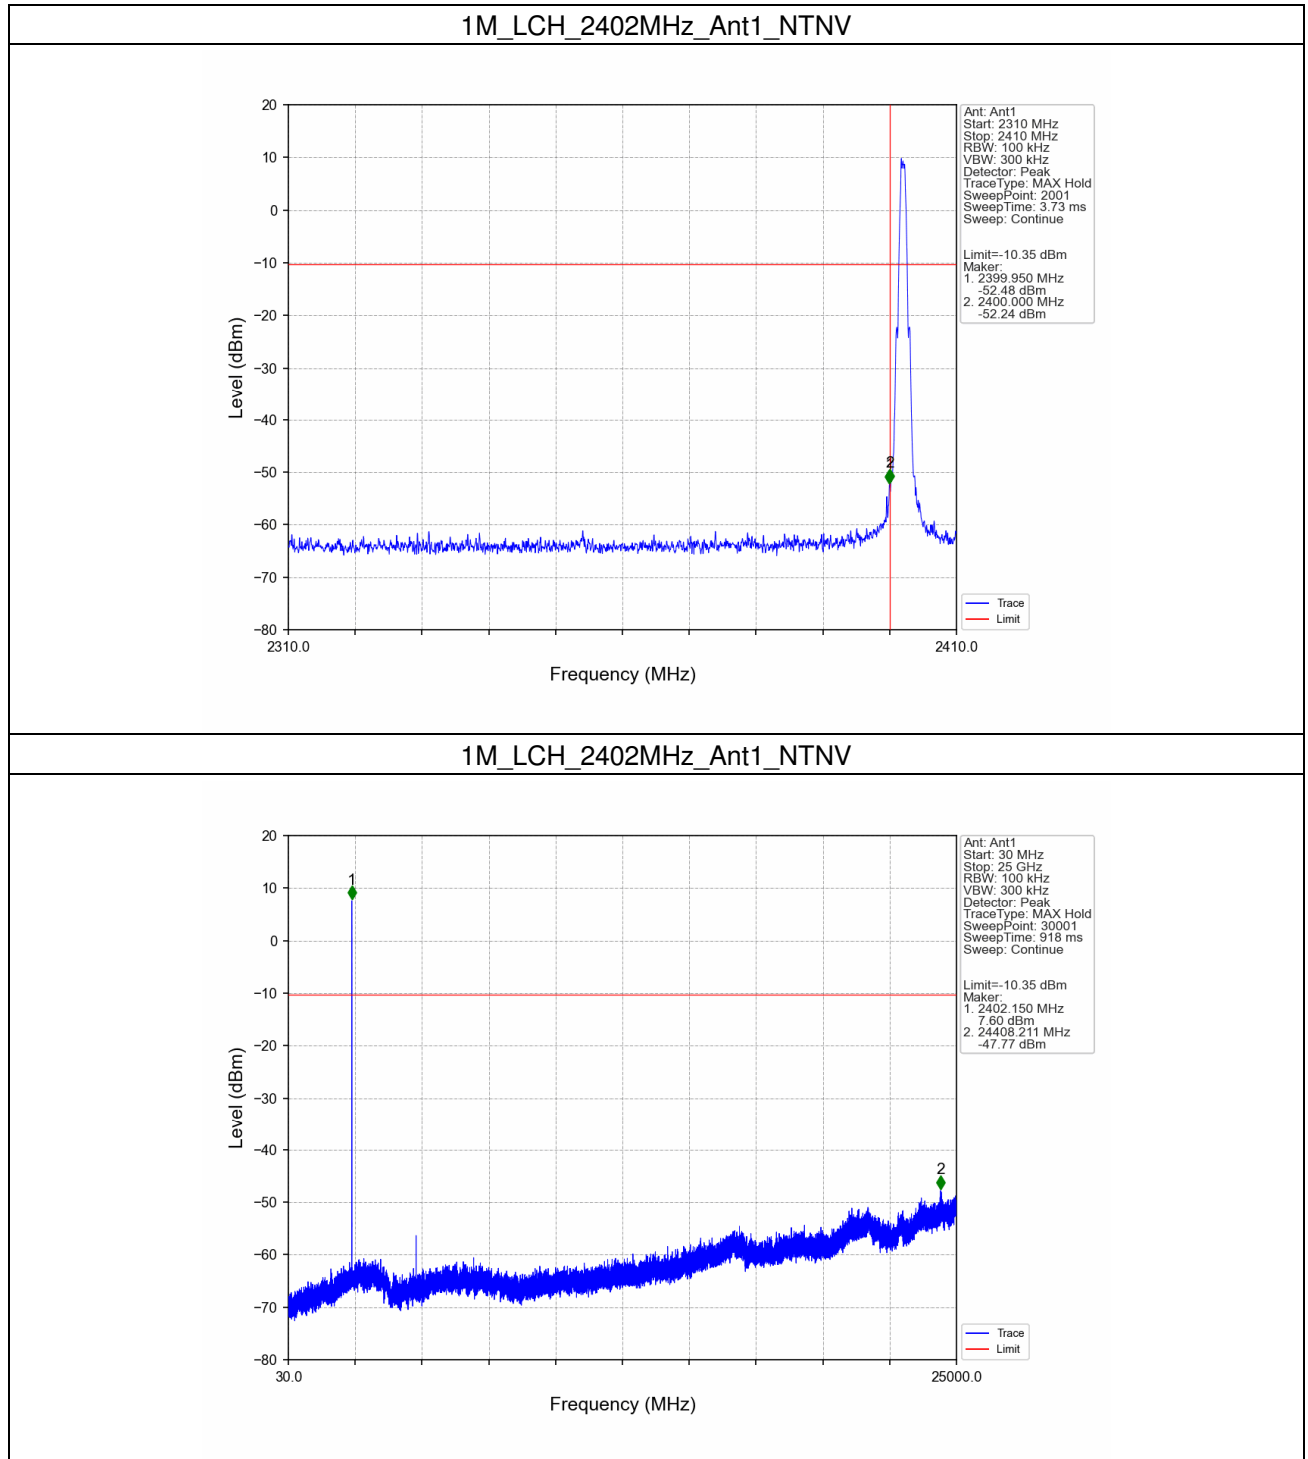 1M_LCH_2402MHz_Ant1_NTNV
20
10
0
−10
−20
−30
−40
−50
−60
−70
−80
Level (dBm)
2310.0
2410.0
Frequency (MHz)
2
Ant: Ant1
Start: 2310 MHz
Stop: 2410 MHz
RBW: 100 kHz
VBW: 300 kHz
Detector: Peak
TraceType: MAX Hold
SweepPoint: 2001
SweepTime: 3.73 ms
Sweep: Continue
Limit=-10.35 dBm
Maker:
1. 2399.950 MHz
-52.48 dBm
2. 2400.000 MHz
-52.24 dBm
Trace
Limit
1M_LCH_2402MHz_Ant1_NTNV
20
10
0
−10
−20
−30
−40
−50
−60
−70
−80
Level (dBm)
30.0
25000.0
Frequency (MHz)
1
2
Ant: Ant1
Start: 30 MHz
Stop: 25 GHz
RBW: 100 kHz
VBW: 300 kHz
Detector: Peak
TraceType: MAX Hold
SweepPoint: 30001
SweepTime: 918 ms
Sweep: Continue
Limit=-10.35 dBm
Maker:
1. 2402.150 MHz
7.60 dBm
2. 24408.211 MHz
-47.77 dBm
Trace
Limit